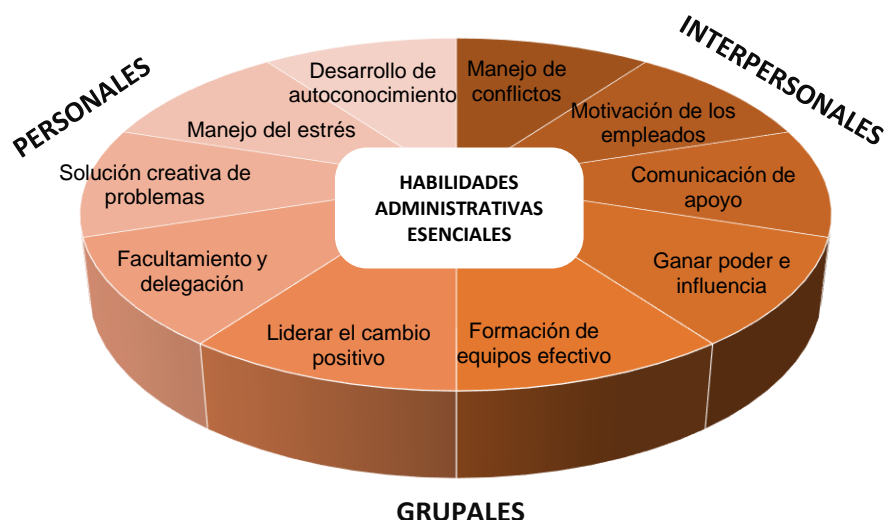 PERSONALES
INTERPERSONALES
Desarrollo de
autoconocimiento
Manejo de
conflictos
Manejo del estrés
Motivación de los
empleados
Solución creativa de
problemas
Comunicación de
apoyo
HABILIDADES
ADMINISTRATIVAS
ESENCIALES
Facultamiento y
delegación
Ganar poder e
influencia
Liderar el cambio
positivo
Formación de
equipos efectivo
GRUPALES